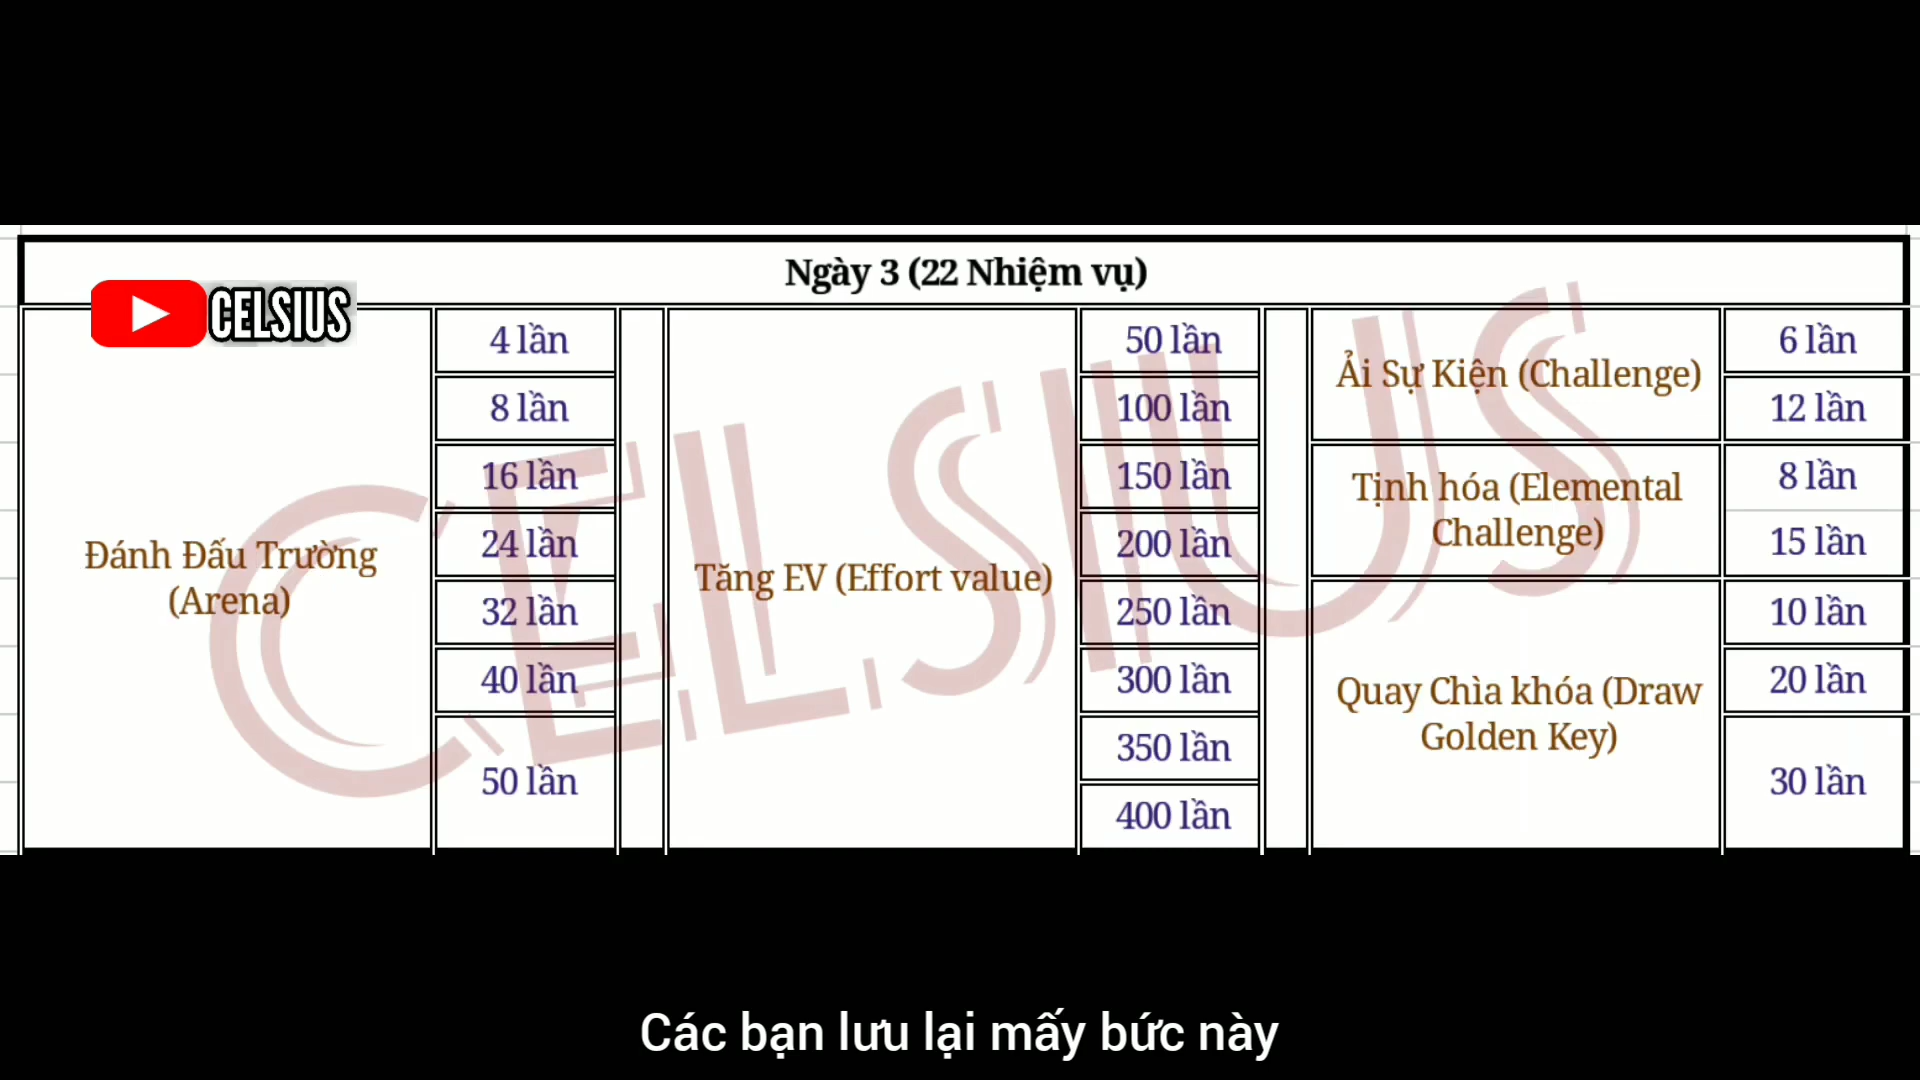 Ngày 3 (22 Nhiệm vụ)
CELSIUS
Đánh Đấu Trường
(Arena)
4 lần
8 lần
16 lần
24 lần
32 lần
40 lần
50 lần
Tăng EV (Effort value)
50 lần
100 lần
150 lần
200 lần
250 lần
300 lần
350 lần
400 lần
Ải Sự Kiện (Challenge)
6 lần
12 lần
Tịnh hóa (Elemental
Challenge)
8 lần
15 lần
Quay Chìa khóa (Draw
Golden Key)
10 lần
20 lần
30 lần
CELSIUS
Các bạn lưu lại mấy bức này